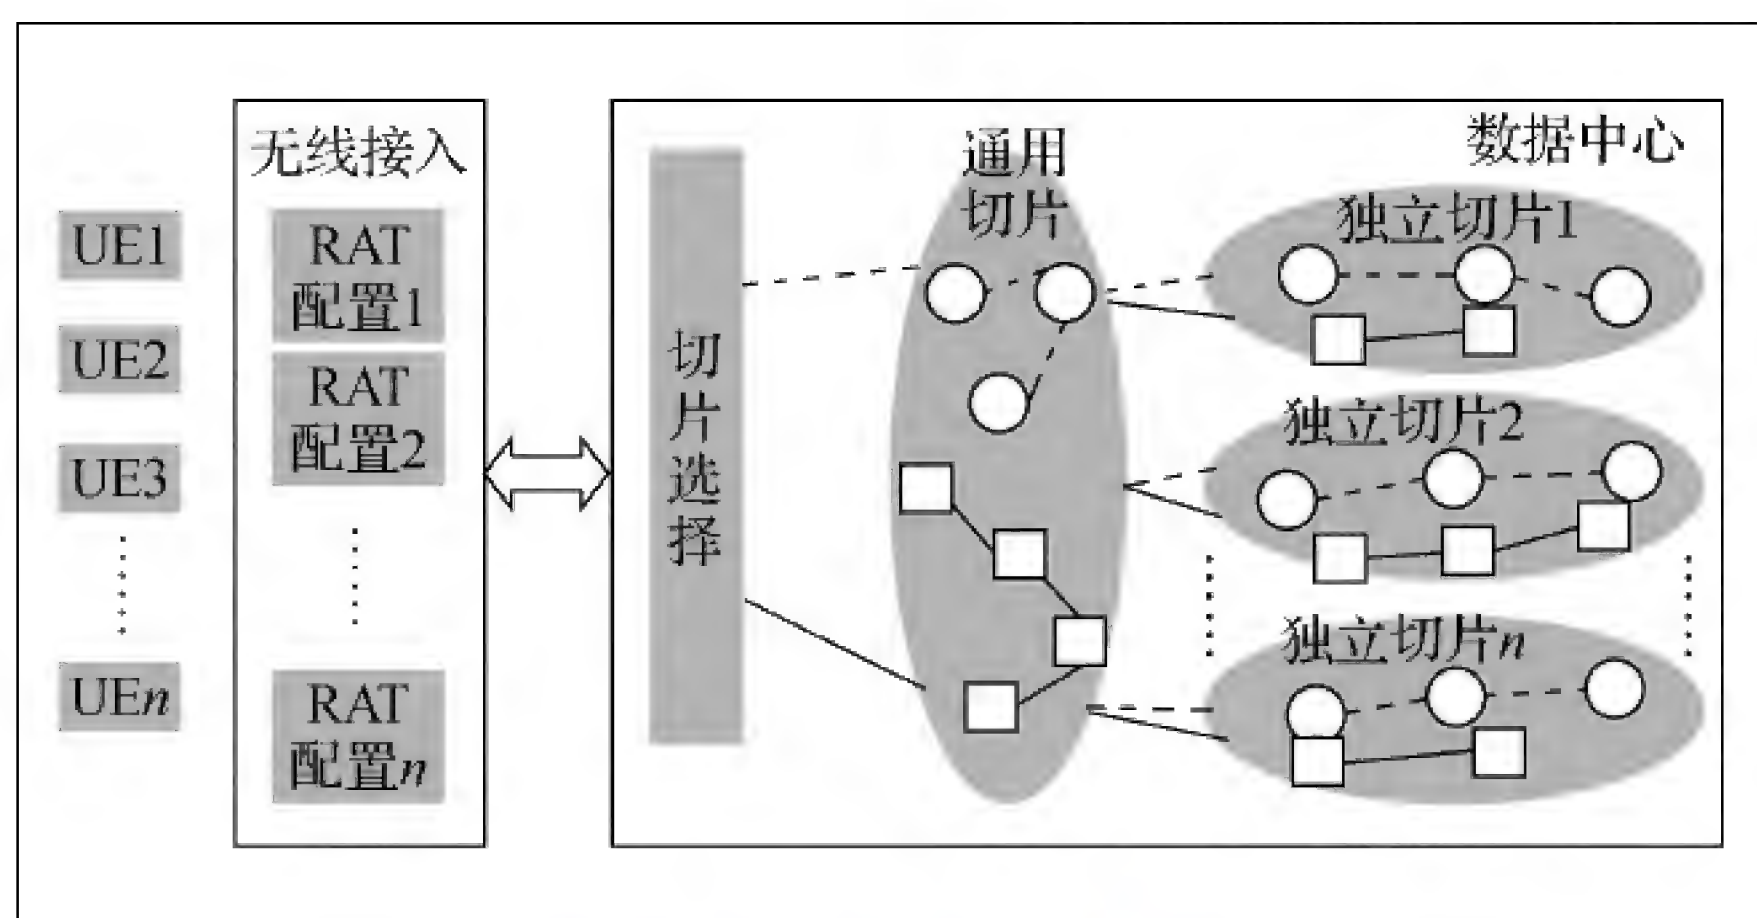 UE1
UE2
UE3
UEn
无线接入
RAT
配置1
RAT
配置2
RAT
配置n
切片选择
通用
切片
数据中心
独立切片1
独立切片2
独立切片n